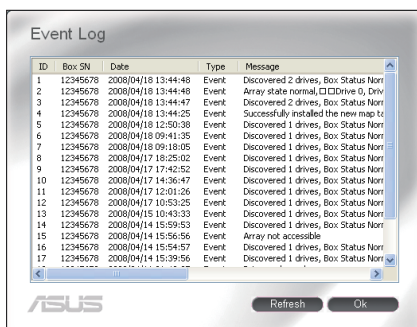 Event Log
ID Box SN Date Type Message
1 12345678 2008/04/18 13:44:48 Event Discovered 2 drives, Box Status Norr
2 12345678 2008/04/18 13:44:48 Event Array state normal, □□Drive 0, Driv
3 12345678 2008/04/18 13:44:47 Event Discovered 2 drives, Box Status Norr
4 12345678 2008/04/18 13:44:25 Event Successfully installed the new map ta
5 12345678 2008/04/18 12:50:38 Event Discovered 1 drives, Box Status Norr
6 12345678 2008/04/18 09:41:35 Event Discovered 1 drives, Box Status Norr
7 12345678 2008/04/18 09:18:05 Event Discovered 1 drives, Box Status Norr
8 12345678 2008/04/17 18:25:02 Event Discovered 1 drives, Box Status Norr
9 12345678 2008/04/17 17:42:52 Event Discovered 1 drives, Box Status Norr
10 12345678 2008/04/17 14:36:47 Event Discovered 1 drives, Box Status Norr
11 12345678 2008/04/17 12:01:26 Event Discovered 1 drives, Box Status Norr
12 12345678 2008/04/17 10:53:25 Event Discovered 1 drives, Box Status Norr
13 12345678 2008/04/15 10:43:33 Event Discovered 1 drives, Box Status Norr
14 12345678 2008/04/14 15:59:53 Event Discovered 1 drives, Box Status Norr
15 12345678 2008/04/14 15:56:56 Event Array not accessible
16 12345678 2008/04/14 15:54:57 Event Discovered 1 drives, Box Status Norr
17 12345678 2008/04/14 15:39:56 Event Discovered 1 drives, Box Status Norr
ASUS Refresh Ok